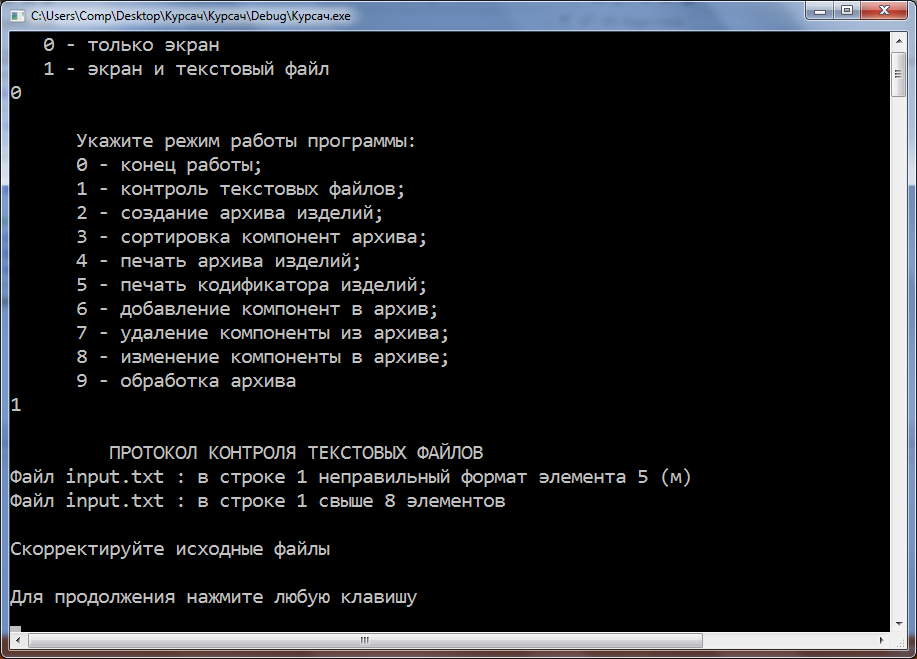 C:\Users\Comp\Desktop\Курсач\Курсач\Debug\Курсач.exe
0 - только экран
1 - экран и текстовый файл
0
Укажите режим работы программы:
0 - конец работы;
1 - контроль текстовых файлов;
2 - создание архива изделий;
3 - сортировка компонент архива;
4 - печать архива изделий;
5 - печать кодификатора изделий;
6 - добавление компонент в архив;
7 - удаление компоненты из архива;
8 - изменение компоненты в архиве;
9 - обработка архива
1
ПРОТОКОЛ КОНТРОЛЯ ТЕКСТОВЫХ ФАЙЛОВ
Файл input.txt : в строке 1 неправильный формат элемента 5 (м)
Файл input.txt : в строке 1 свыше 8 элементов
Скорректируйте исходные файлы
Для продолжения нажмите любую клавишу